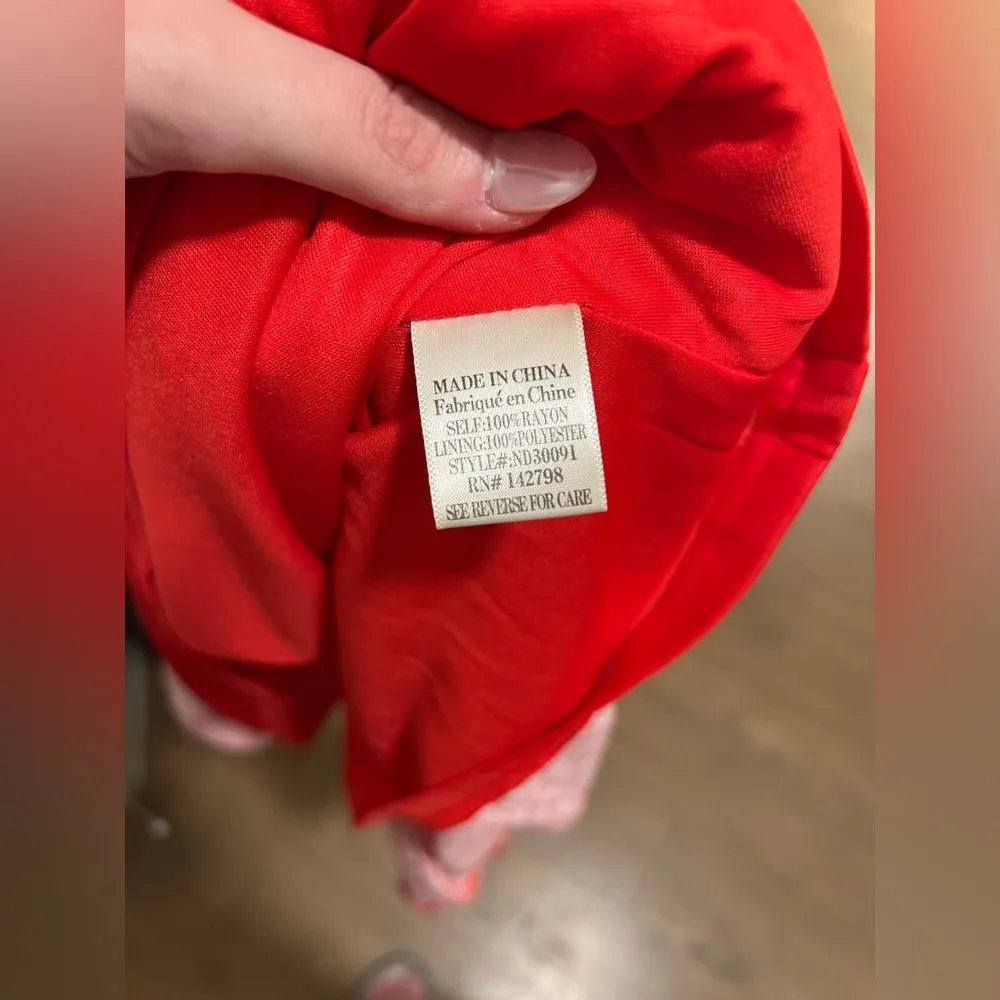 MADE IN CHINA
Fabriqué en Chine
SELF:100%RAYON
LINING:100%POLYESTER
STYLE#:ND30091
RN# 142798
SEE REVERSE FOR CARE